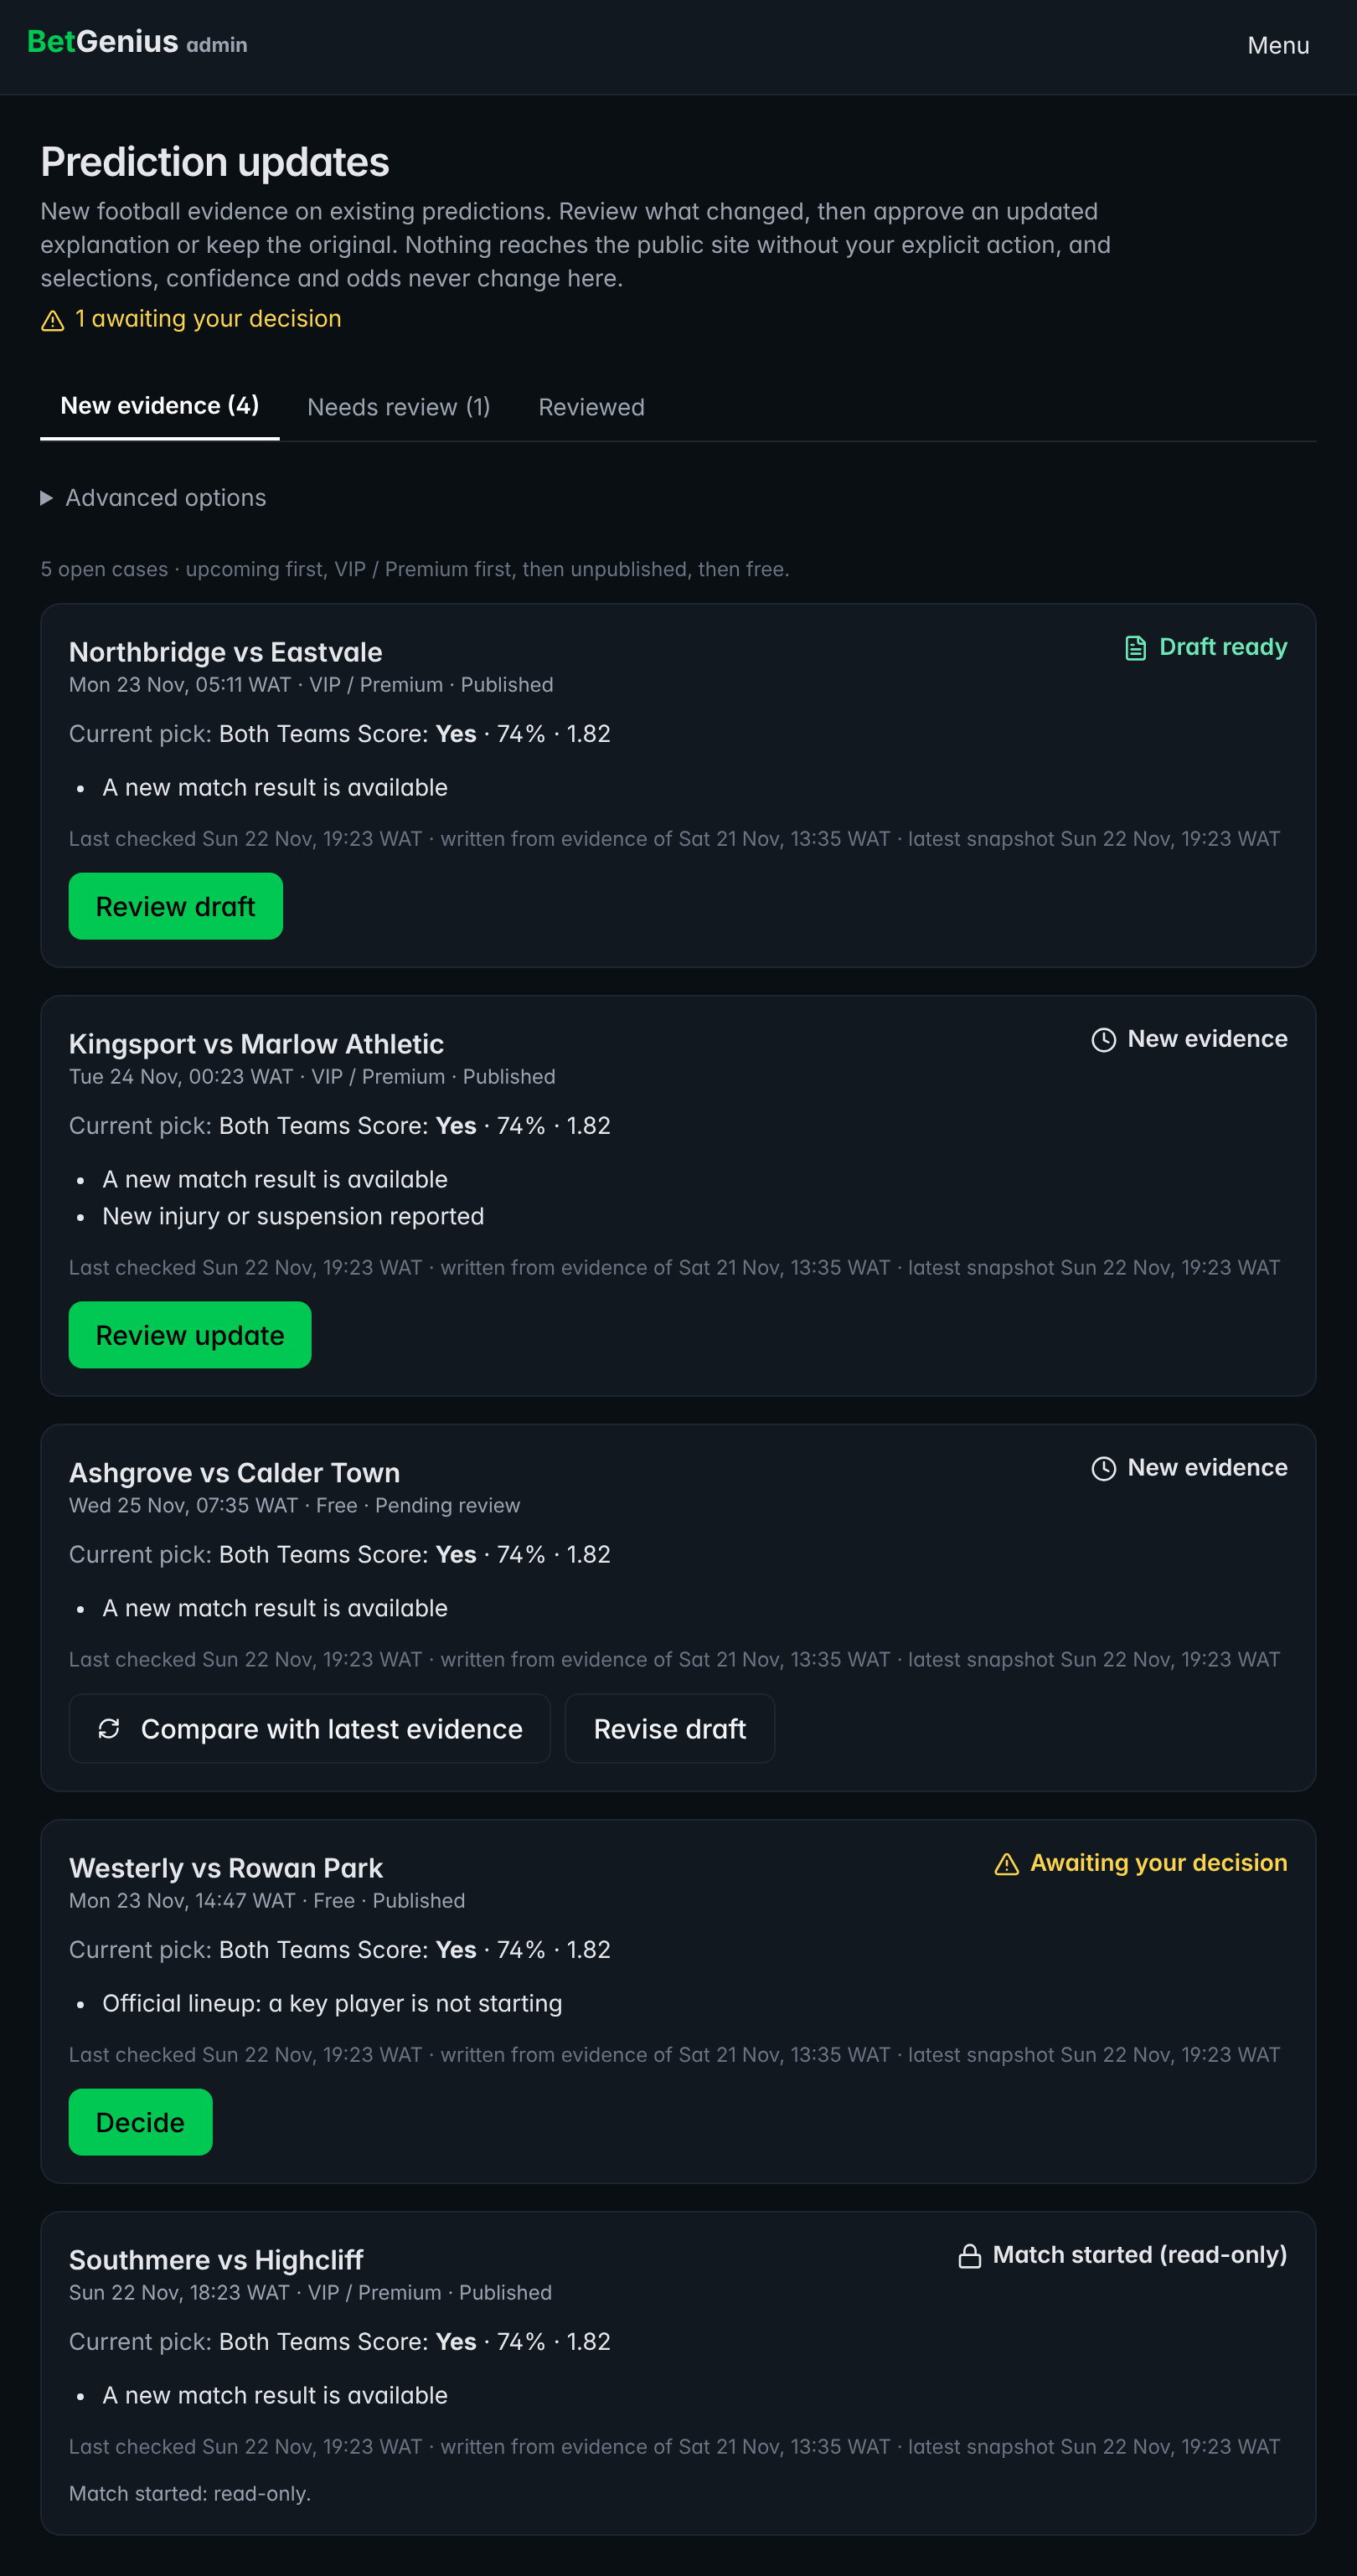 BetGenius admin
Menu
Prediction updates
New football evidence on existing predictions. Review what changed, then approve an updated
explanation or keep the original. Nothing reaches the public site without your explicit action, and
selections, confidence and odds never change here.
1 awaiting your decision
New evidence (4)
Needs review (1)
Reviewed
Advanced options
5 open cases · upcoming first, VIP / Premium first, then unpublished, then free.
Northbridge vs Eastvale
Draft ready
Mon 23 Nov, 05:11 WAT · VIP / Premium · Published
Current pick: Both Teams Score: Yes · 74% · 1.82
• A new match result is available
Last checked Sun 22 Nov, 19:23 WAT · written from evidence of Sat 21 Nov, 13:35 WAT · latest snapshot Sun 22 Nov, 19:23 WAT
Review draft
Kingsport vs Marlow Athletic
New evidence
Tue 24 Nov, 00:23 WAT · VIP / Premium · Published
Current pick: Both Teams Score: Yes · 74% · 1.82
• A new match result is available
• New injury or suspension reported
Last checked Sun 22 Nov, 19:23 WAT · written from evidence of Sat 21 Nov, 13:35 WAT · latest snapshot Sun 22 Nov, 19:23 WAT
Review update
Ashgrove vs Calder Town
New evidence
Wed 25 Nov, 07:35 WAT · Free · Pending review
Current pick: Both Teams Score: Yes · 74% · 1.82
• A new match result is available
Last checked Sun 22 Nov, 19:23 WAT · written from evidence of Sat 21 Nov, 13:35 WAT · latest snapshot Sun 22 Nov, 19:23 WAT
Compare with latest evidence
Revise draft
Westerly vs Rowan Park
Awaiting your decision
Mon 23 Nov, 14:47 WAT · Free · Published
Current pick: Both Teams Score: Yes · 74% · 1.82
• Official lineup: a key player is not starting
Last checked Sun 22 Nov, 19:23 WAT · written from evidence of Sat 21 Nov, 13:35 WAT · latest snapshot Sun 22 Nov, 19:23 WAT
Decide
Southmere vs Highcliff
Match started (read-only)
Sun 22 Nov, 18:23 WAT · VIP / Premium · Published
Current pick: Both Teams Score: Yes · 74% · 1.82
• A new match result is available
Last checked Sun 22 Nov, 19:23 WAT · written from evidence of Sat 21 Nov, 13:35 WAT · latest snapshot Sun 22 Nov, 19:23 WAT
Match started: read-only.